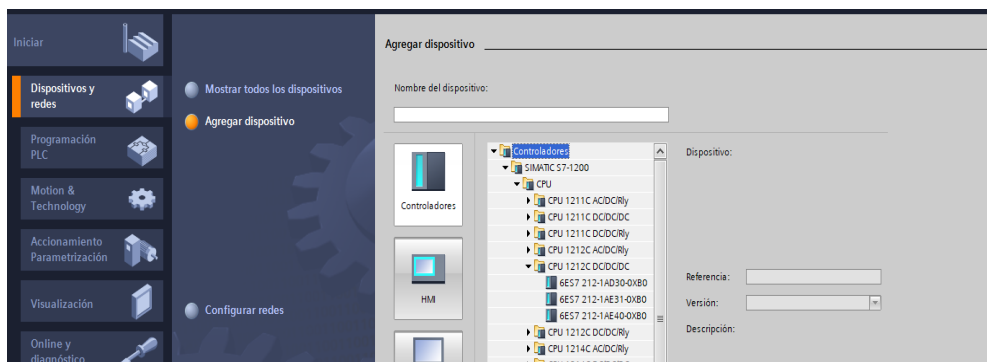 Iniciar
Dispositivos y
redes
Programación
PLC
Motion &
Technology
Accionamiento
Parametrización
Visualización
Online y
diagnóstico
Mostrar todos los dispositivos
Agregar dispositivo
Configurar redes
Agregar dispositivo
Nombre del dispositivo:
Controladores
HMI
Controladores
SIMATIC S7-1200
CPU
CPU 1211C AC/DC/Rly
CPU 1211C DC/DC/DC
CPU 1211C DC/DC/Rly
CPU 1212C AC/DC/Rly
CPU 1212C DC/DC/DC
6ES7 212-1AD30-0XB0
6ES7 212-1AE31-0XB0
6ES7 212-1AE40-0XB0
CPU 1212C DC/DC/Rly
CPU 1214C AC/DC/Rly
Dispositivo:
Referencia:
Versión:
Descripción: